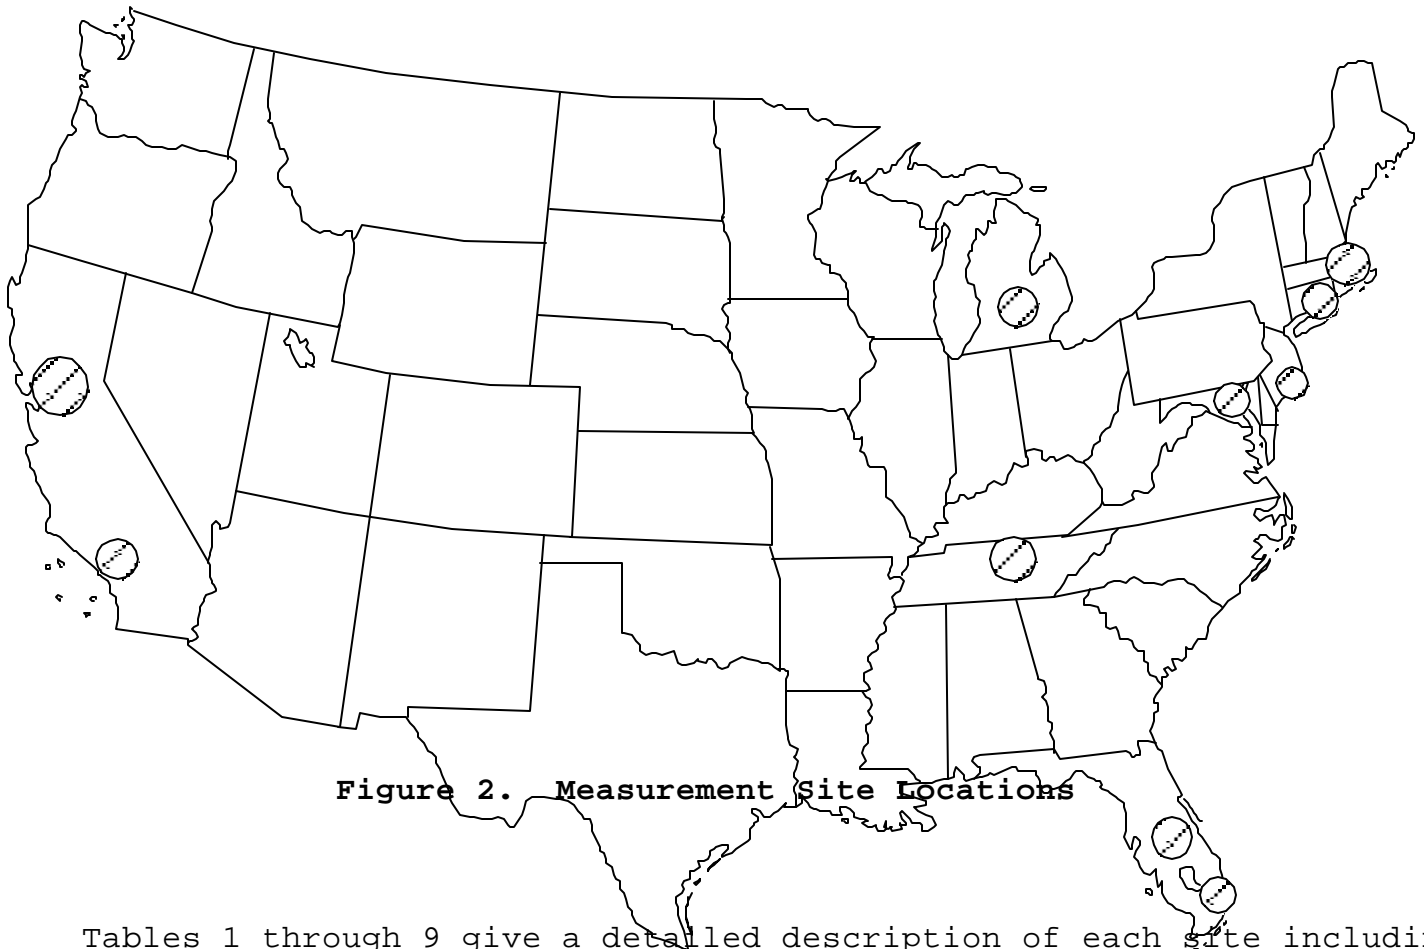 Figure 2. Measurement Site Locations
Tables 1 through 9 give a detailed description of each site includi